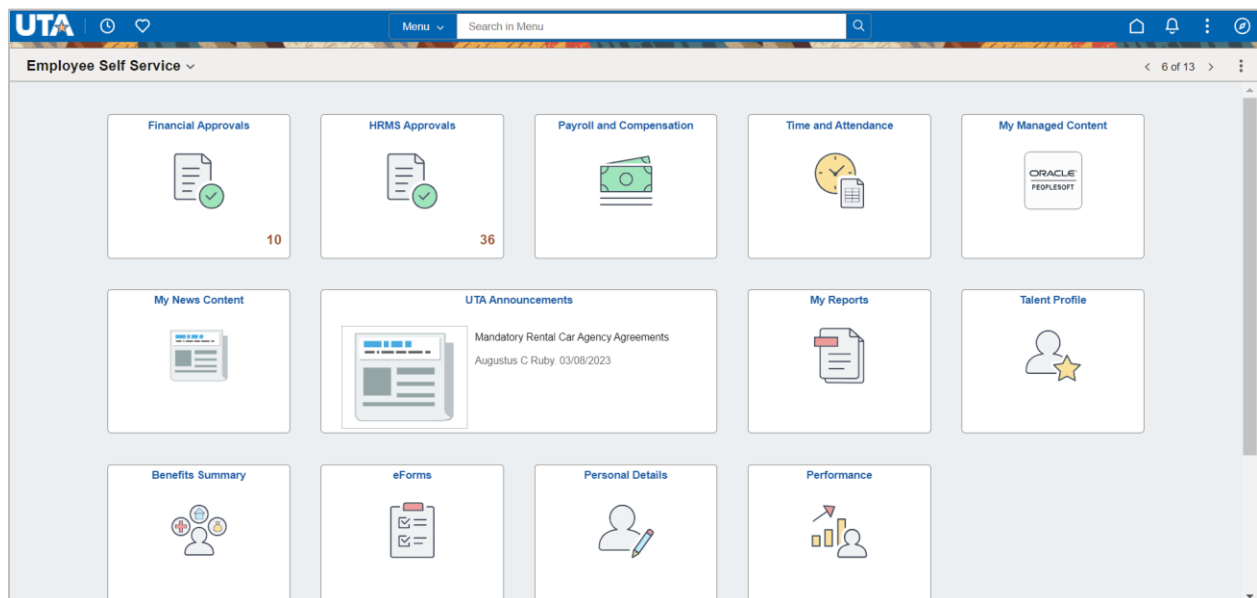 UTA
Menu
Search in Menu
Employee Self Service
6 of 13
Financial Approvals
10
HRMS Approvals
36
Payroll and Compensation
Time and Attendance
My Managed Content
ORACLE
PEOPLESOFT
My News Content
UTA Announcements
Mandatory Rental Car Agency Agreements
Augustus C Ruby. 03/08/2023
My Reports
Talent Profile
Benefits Summary
eForms
Personal Details
Performance